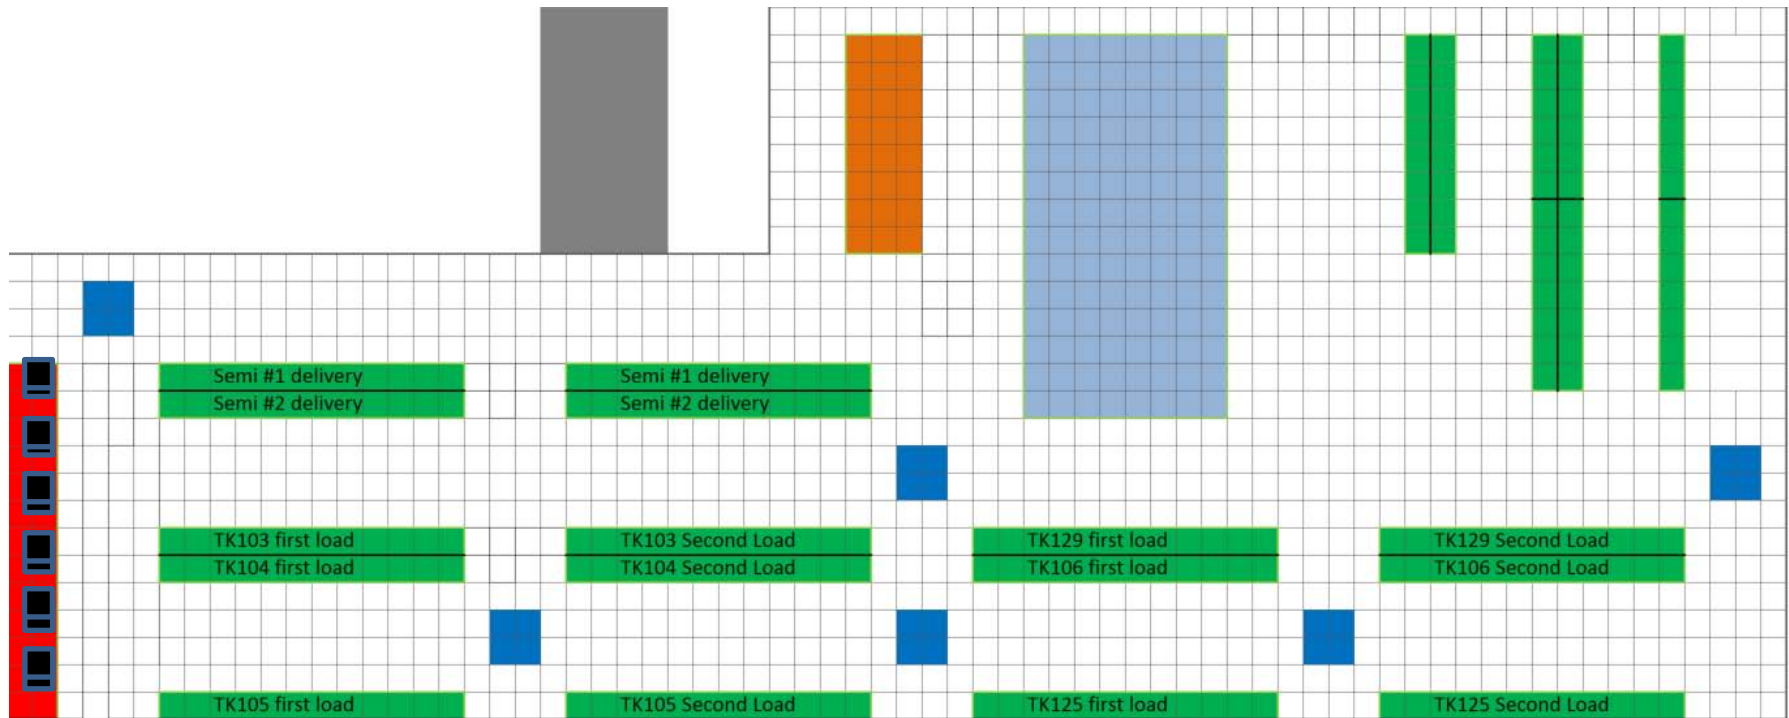 Semi #1 delivery
Semi #2 delivery
Semi #1 delivery
Semi #2 delivery
TK103 first load
TK104 first load
TK103 Second Load
TK104 Second Load
TK129 first load
TK106 first load
TK129 Second Load
TK106 Second Load
TK105 first load
TK105 Second Load
TK125 first load
TK125 Second Load